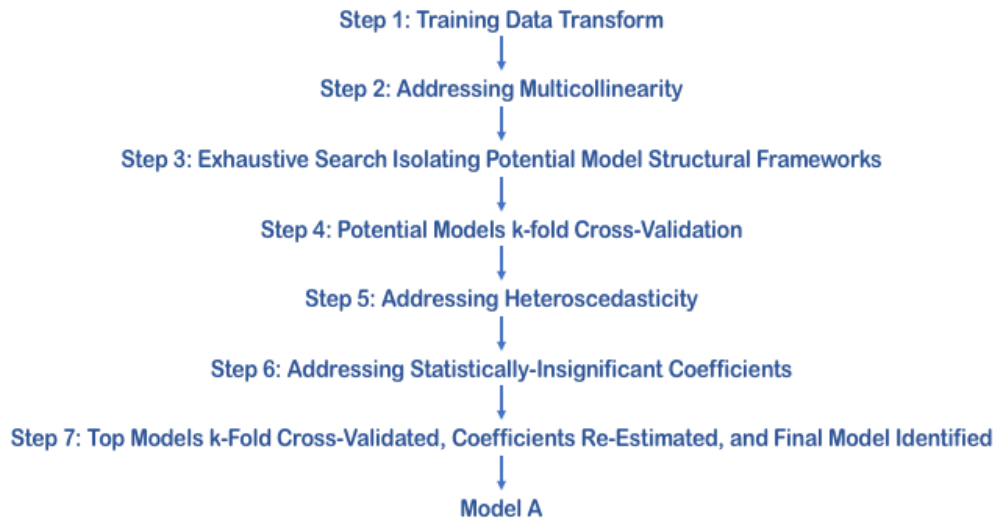 Step 1: Training Data Transform
Step 2: Addressing Multicollinearity
Step 3: Exhaustive Search Isolating Potential Model Structural Frameworks
Step 4: Potential Models k-fold Cross-Validation
Step 5: Addressing Heteroscedasticity
Step 6: Addressing Statistically-Insignificant Coefficients
Step 7: Top Models k-Fold Cross-Validated, Coefficients Re-Estimated, and Final Model Identified
Model A